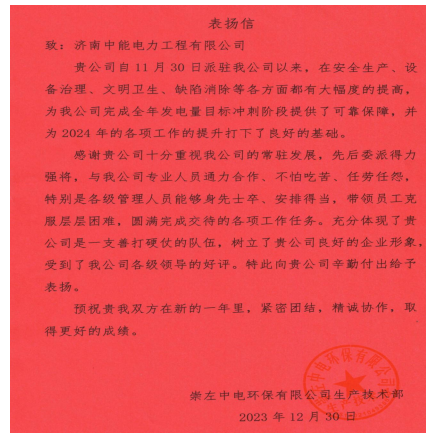 表扬信
致：济南中能电力工程有限公司
贵公司自11月30日派驻我公司以来，在安全生产、设
备治理、文明卫生、缺陷消除等各方面都有大幅度的提高，
为我公司完成全年发电量目标冲刺阶段提供了可靠保障，并
为2024年的各项工作的提升打下了良好的基础。
感谢贵公司十分重视我公司的常驻发展，先后委派得力
强将，与我公司专业人员通力合作、不怕吃苦、任劳任怨，
特别是各级管理人员能够身先士卒、安排得当，带领员工克
服层层困难，圆满完成交待的各项工作任务。充分体现了贵
公司是一支善打硬仗的队伍，树立了贵公司良好的企业形象，
受到了我公司各级领导的好评。特此向贵公司辛勤付出给予
表扬。
预祝贵我双方在新的一年里，紧密团结，精诚协作，取
得更好的成绩。
崇左中电环保有限公司生产技术部
2023年12月30日